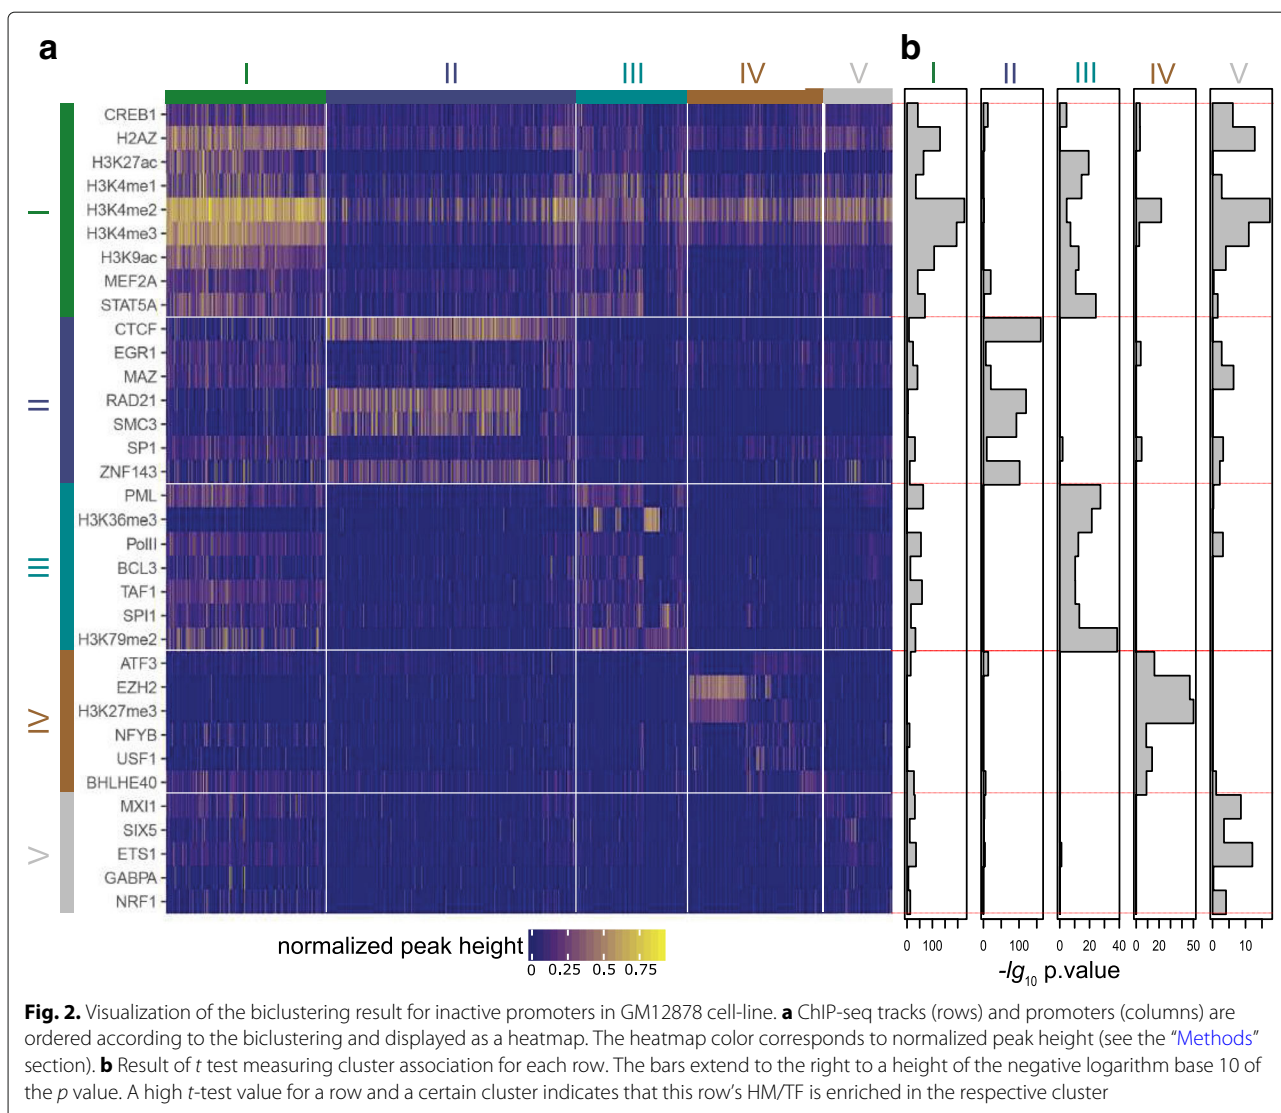 a
b
I II III IV V
I II III IV V
I
II
III
IV
V
CREB1
H2AZ
H3K27ac
H3K4me1
H3K4me2
H3K4me3
H3K9ac
MEF2A
STAT5A
CTCF
EGR1
MAZ
RAD21
SMC3
SP1
ZNF143
PML
H3K36me3
PolII
BCL3
TAF1
SPI1
H3K79me2
ATF3
EZH2
H3K27me3
NFYB
USF1
BHLHE40
MXI1
SIX5
ETS1
GABPA
NRF1
0 100 0 100 0 20 40 0 20 50 0 10
-lg10 p.value
normalized peak height
0 0.25 0.5 0.75
Fig. 2. Visualization of the biclustering result for inactive promoters in GM12878 cell-line. a ChIP-seq tracks (rows) and promoters (columns) are
ordered according to the biclustering and displayed as a heatmap. The heatmap color corresponds to normalized peak height (see the “Methods”
section). b Result of t test measuring cluster association for each row. The bars extend to the right to a height of the negative logarithm base 10 of
the p value. A high t-test value for a row and a certain cluster indicates that this row’s HM/TF is enriched in the respective cluster